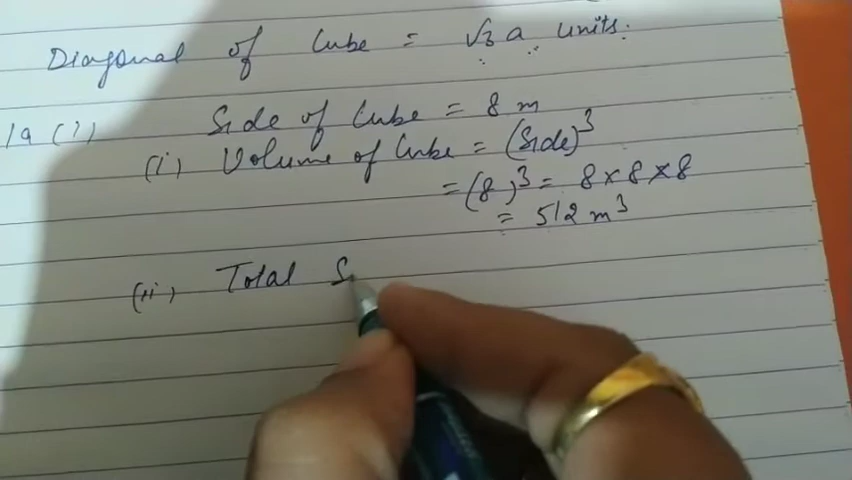 Diagonal of Cube = √3 a units.
1a (i) Side of Cube = 8 m
(i) Volume of Cube = (Side)³
= (8)³ = 8×8×8
= 512 m³
(ii) Total S